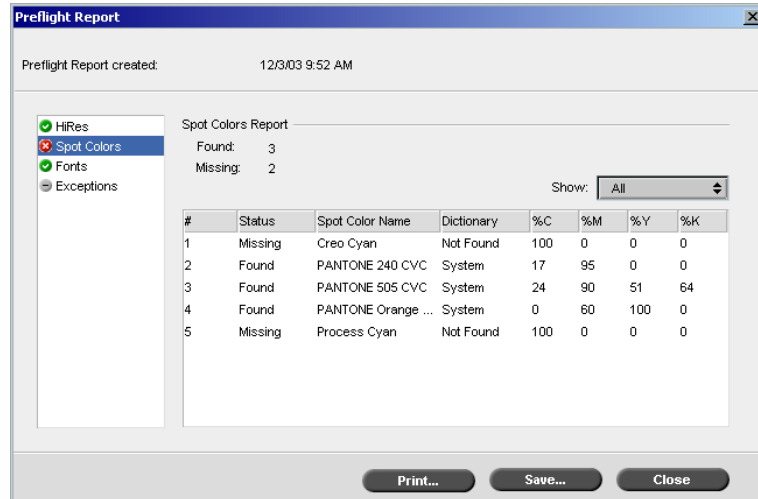 Preflight Report
Preflight Report created: 12/3/03 9:52 AM
HiRes
Spot Colors
Fonts
Exceptions
Spot Colors Report
Found: 3
Missing: 2
Show: All
# Status Spot Color Name Dictionary %C %M %Y %K
1 Missing Creo Cyan Not Found 100 0 0 0
2 Found PANTONE 240 CVC System 17 95 0 0
3 Found PANTONE 505 CVC System 24 90 51 64
4 Found PANTONE Orange ... System 0 60 100 0
5 Missing Process Cyan Not Found 100 0 0 0
Print... Save... Close